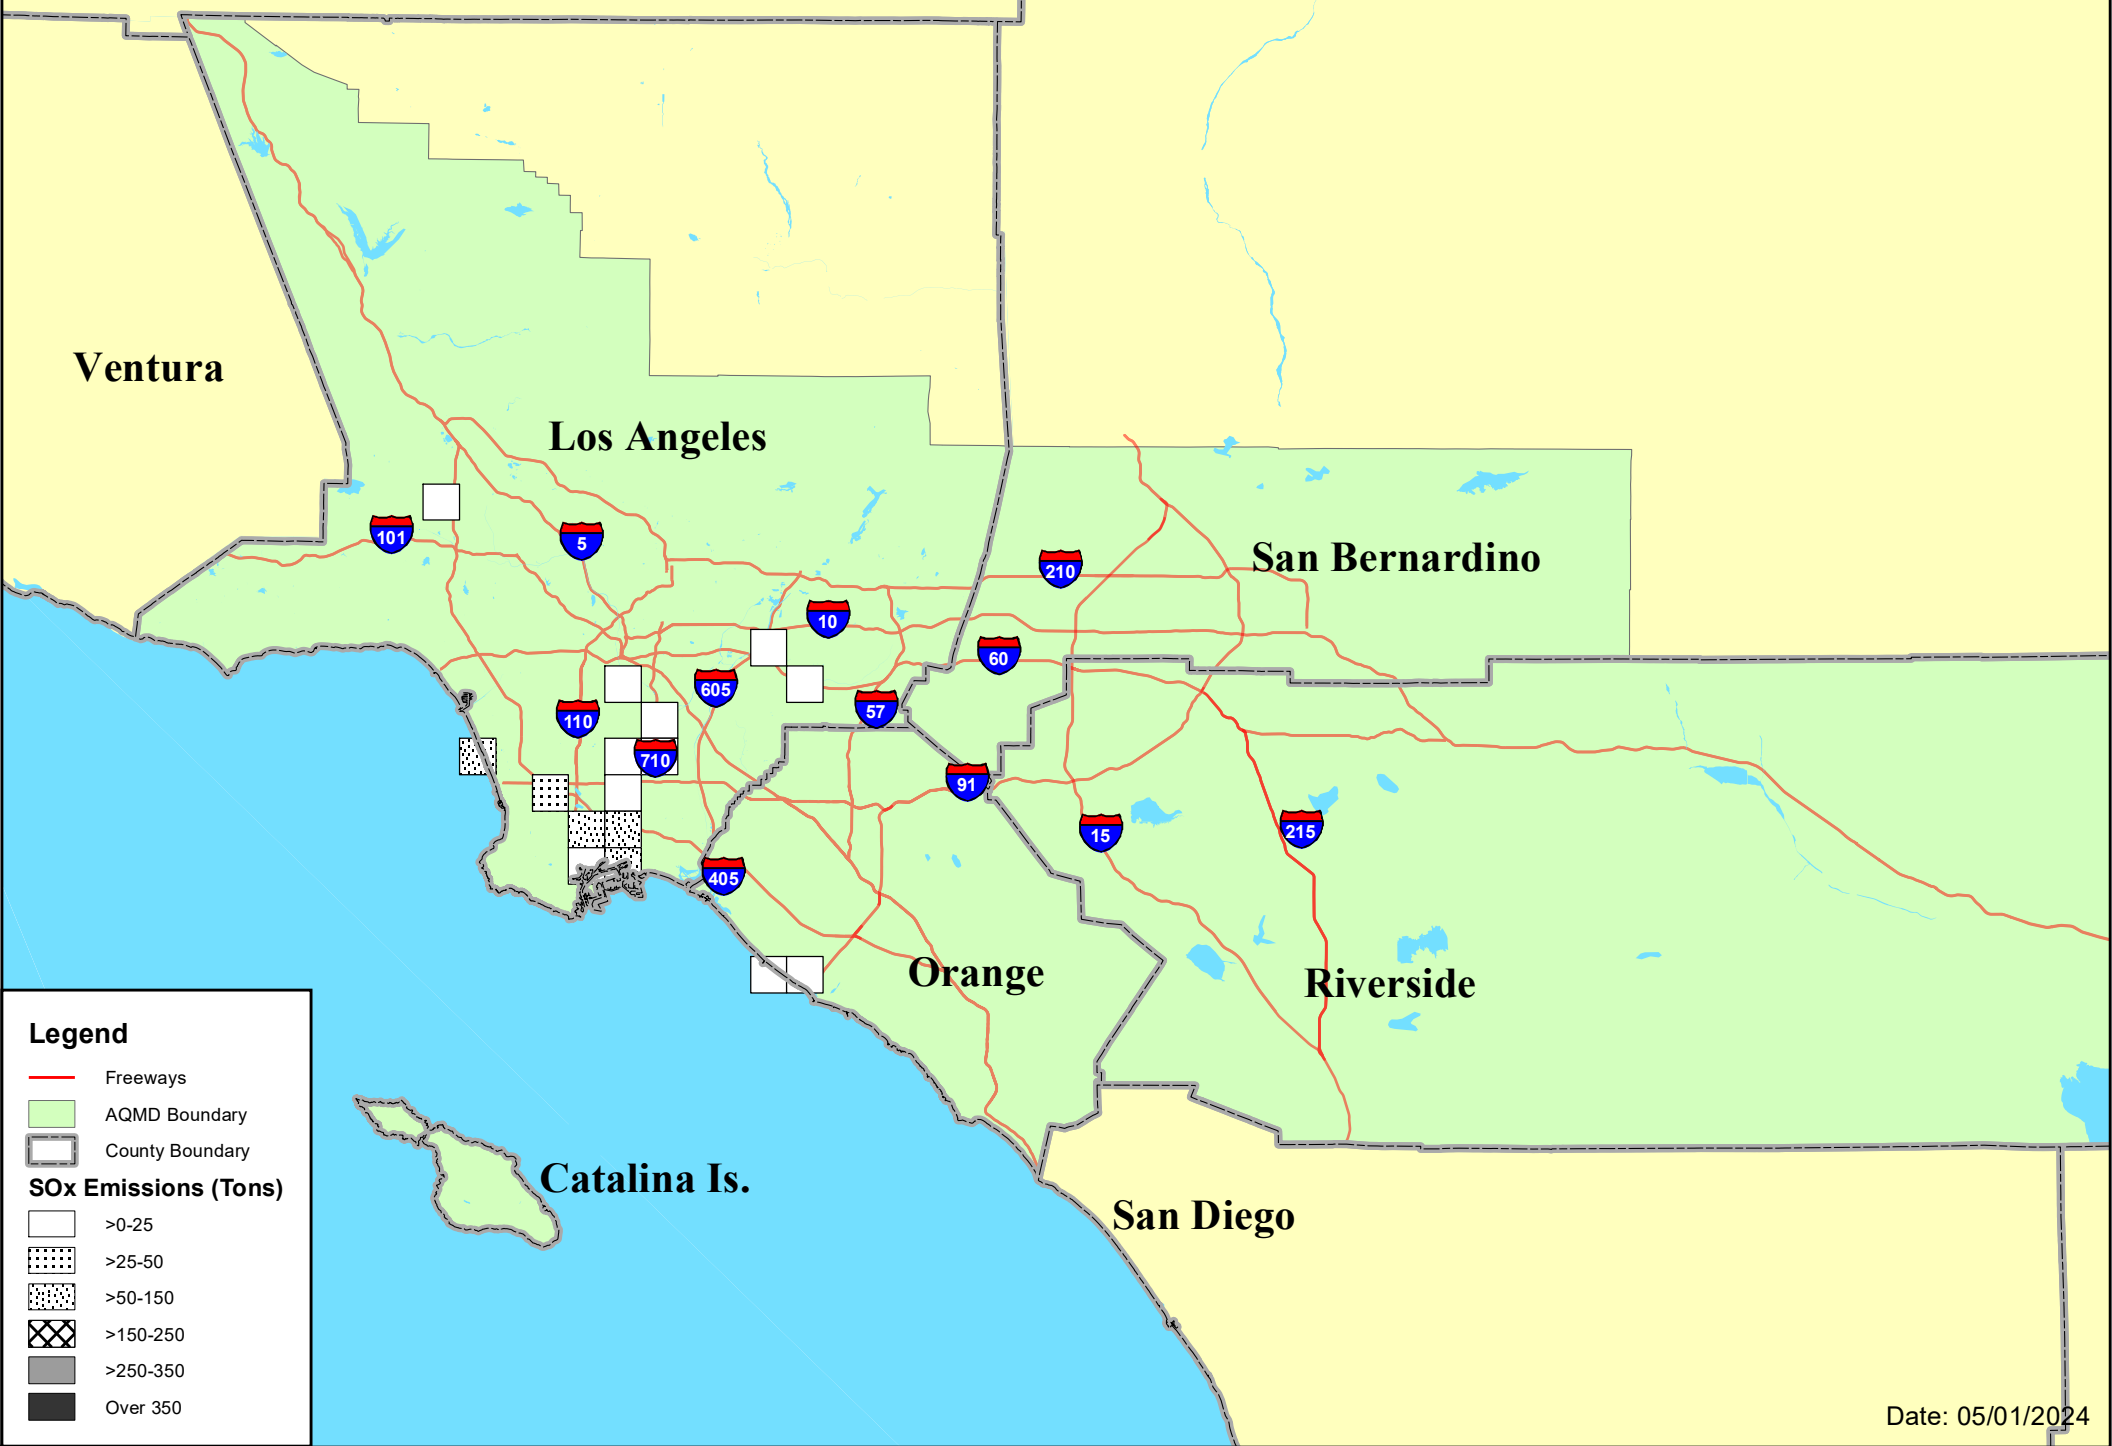 Ventura
Los Angeles
101
5
210
San Bernardino
10
60
605
57
110
710
91
15
215
405
Orange
Riverside
Legend
Freeways
AQMD Boundary
County Boundary
SOx Emissions (Tons)
>0-25
>25-50
>50-150
>150-250
>250-350
Over 350
Catalina Is.
San Diego
Date: 05/01/2024